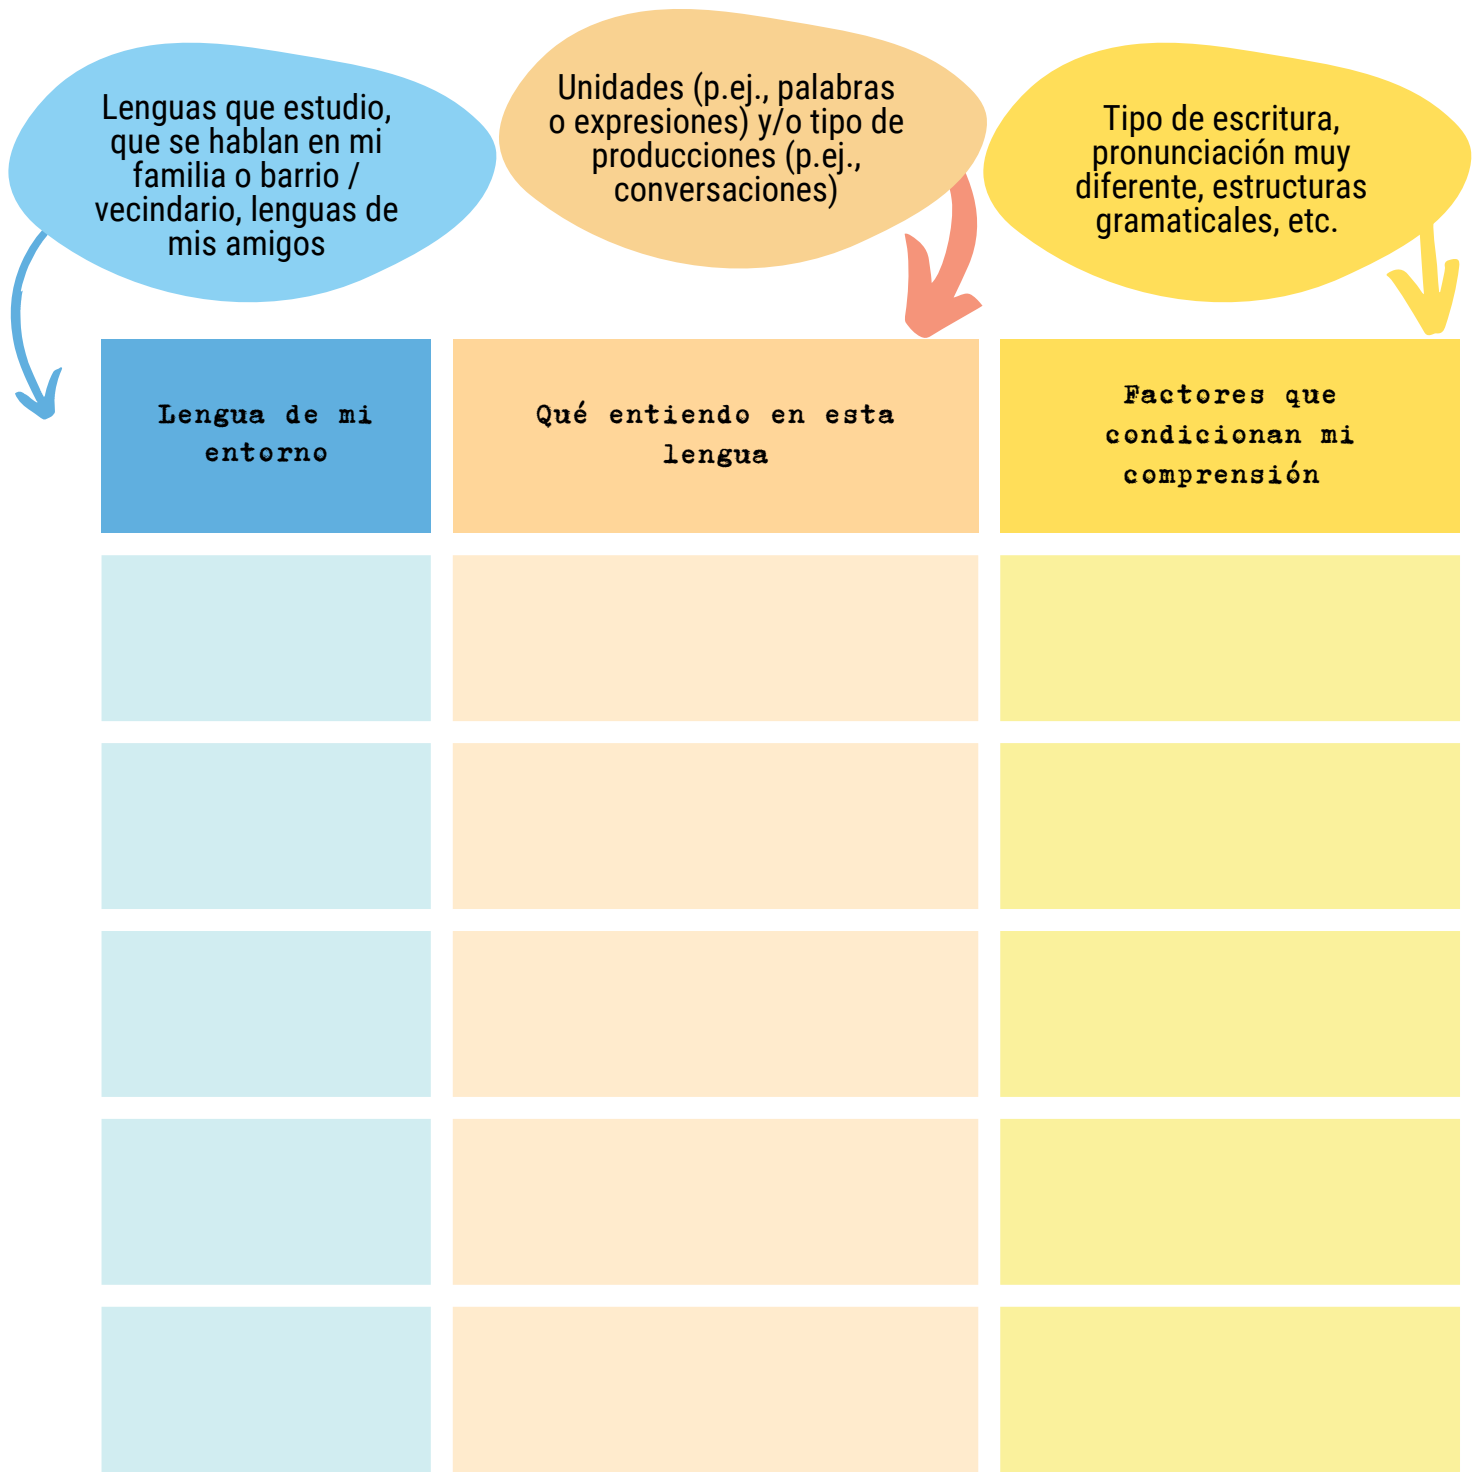 Lenguas que estudio,
que se hablan en mi
familia o barrio /
vecindario, lenguas de
mis amigos
Unidades (p.ej., palabras
o expresiones) y/o tipo de
producciones (p.ej.,
conversaciones)
Tipo de escritura,
pronunciación muy
diferente, estructuras
gramaticales, etc.
Lengua de mi
entorno
Qué entiendo en esta
lengua
Factores que
condicionan mi
comprensión